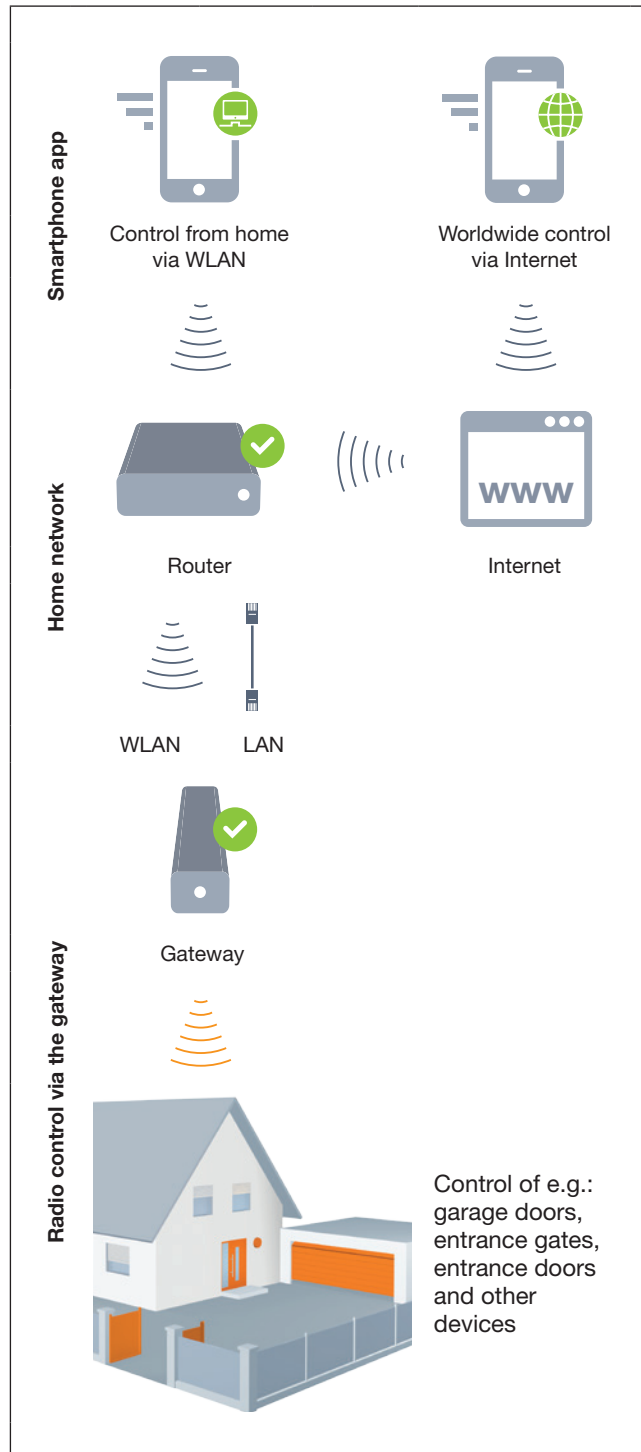 Smartphone app
Control from home
via WLAN
Worldwide control
via Internet
Home network
www
Router
Internet
WLAN
LAN
Radio control via the gateway
Gateway
Control of e.g.:
garage doors,
entrance gates,
entrance doors
and other
devices